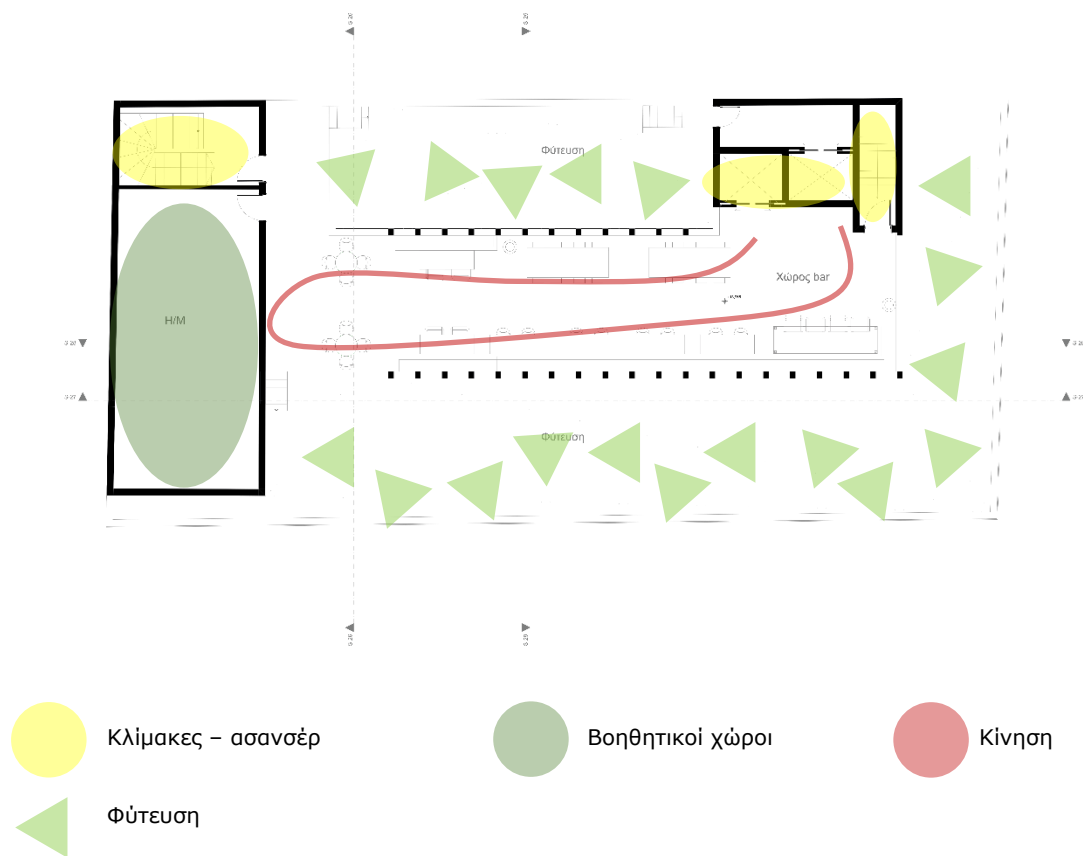 Φύτευση
Χώρος bar
Η/Μ
Φύτευση
Κλίμακες – ασανσέρ
Βοηθητικοί χώροι
Κίνηση
Φύτευση